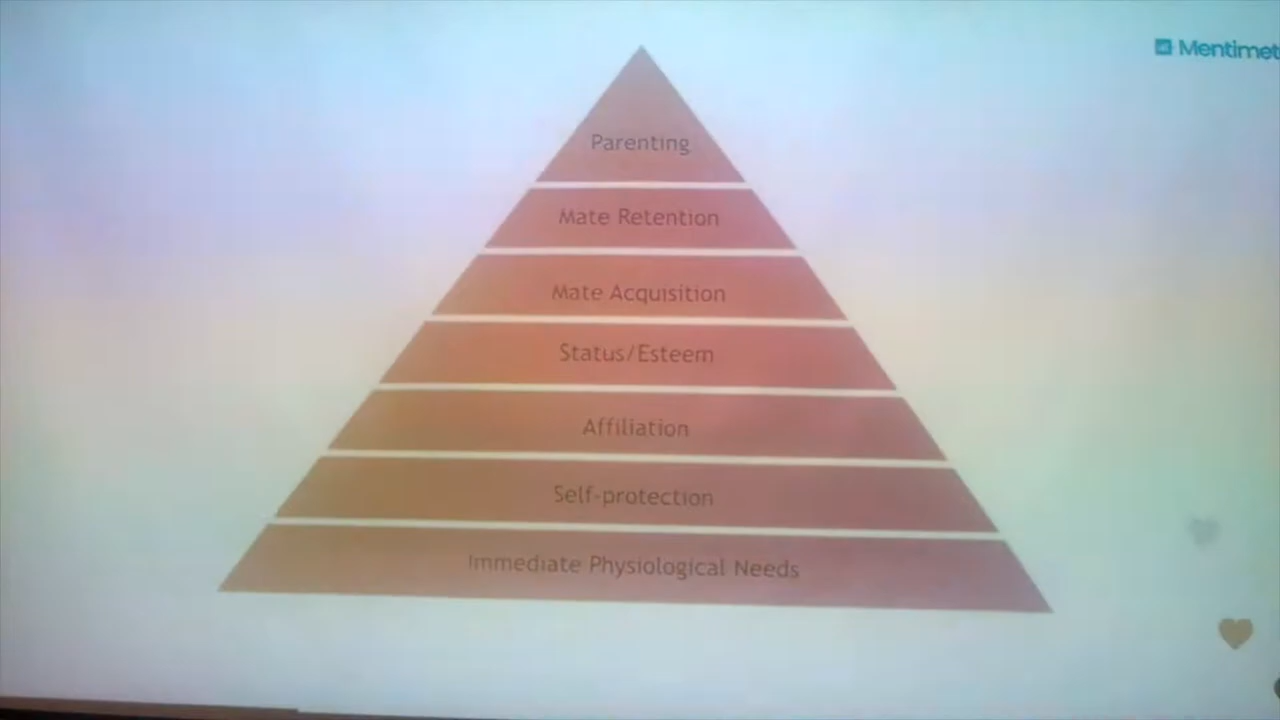 Mentimet
Parenting
Mate Retention
Mate Acquisition
Status/Esteem
Affiliation
Self-protection
Immediate Physiological Needs